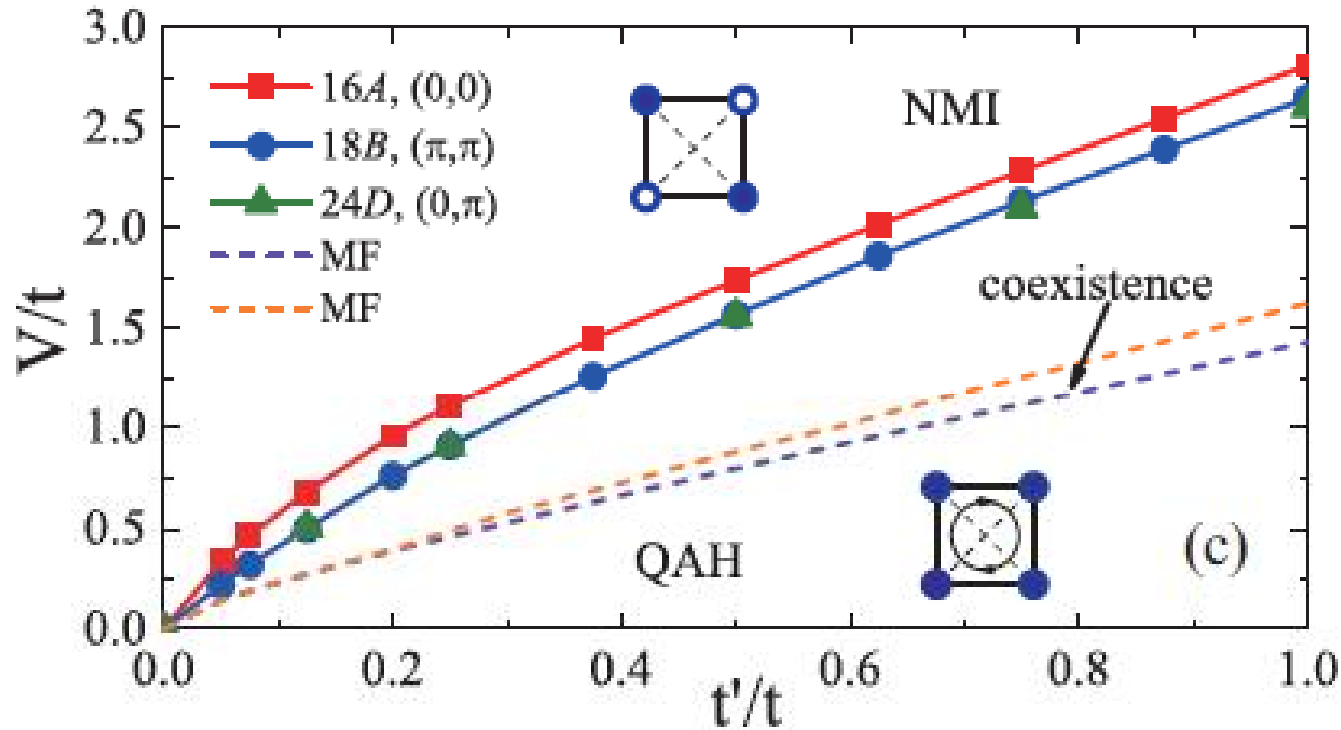 3.0
2.5
2.0
1.5
1.0
0.5
0.0
V/t
16A, (0,0)
18B, (π,π)
24D, (0,π)
MF
MF
NMI
coexistence
QAH
(c)
0.0 0.2 0.4 0.6 0.8 1.0
t'/t